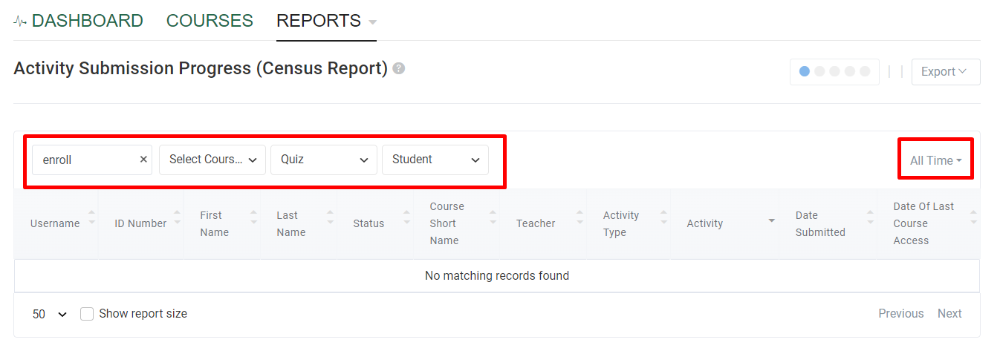 DASHBOARD COURSES REPORTS
Activity Submission Progress (Census Report) ?
Export
enroll × Select Cours... Quiz Student All Time
Username ID Number First Name Last Name Status Course Short Name Teacher Activity Type Activity Date Submitted Date Of Last Course Access
No matching records found
50 Show report size Previous Next